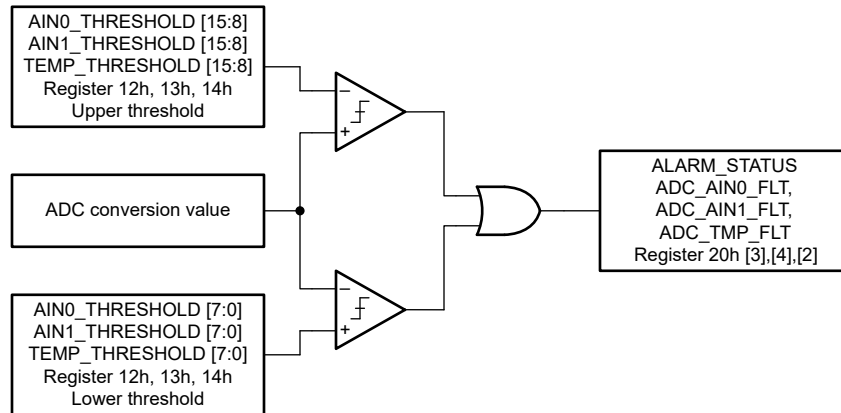 AIN0_THRESHOLD [15:8]
AIN1_THRESHOLD [15:8]
TEMP_THRESHOLD [15:8]
Register 12h, 13h, 14h
Upper threshold
−
+
ADC conversion value
ALARM_STATUS
ADC_AIN0_FLT,
ADC_AIN1_FLT,
ADC_TMP_FLT
Register 20h [3],[4],[2]
−
+
AIN0_THRESHOLD [7:0]
AIN1_THRESHOLD [7:0]
TEMP_THRESHOLD [7:0]
Register 12h, 13h, 14h
Lower threshold